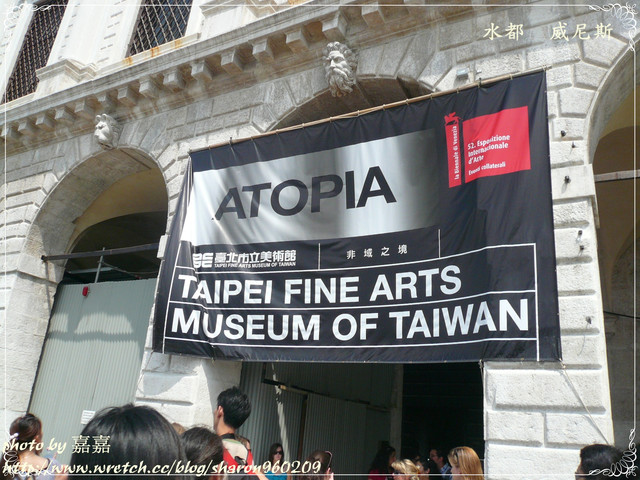 水都 威尼斯
la Biennale di Venezia
52. Esposizione
Internazionale
d'Arte
Eventi collaterali
ATOPIA
臺北市立美術館
TAIPEI FINE ARTS MUSEUM OF TAIWAN
非域之境
TAIPEI FINE ARTS
MUSEUM OF TAIWAN
photo by 嘉嘉
http://www.wretch.cc/blog/sharon960209